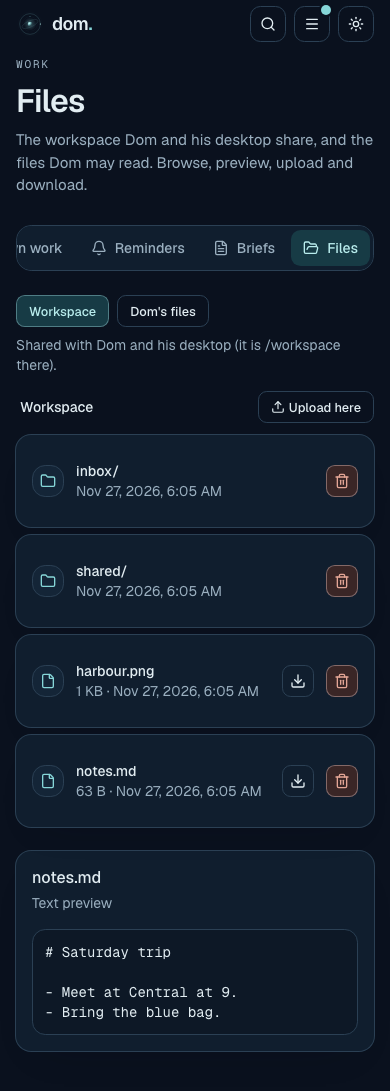 dom.
WORK
Files
The workspace Dom and his desktop share, and the
files Dom may read. Browse, preview, upload and
download.
n work Reminders Briefs Files
Workspace Dom's files
Shared with Dom and his desktop (it is /workspace
there).
Workspace Upload here
inbox/
Nov 27, 2026, 6:05 AM
shared/
Nov 27, 2026, 6:05 AM
harbour.png
1 KB · Nov 27, 2026, 6:05 AM
notes.md
63 B · Nov 27, 2026, 6:05 AM
notes.md
Text preview
# Saturday trip
- Meet at Central at 9.
- Bring the blue bag.